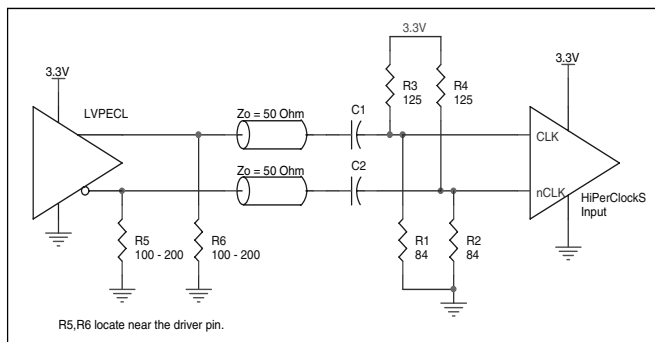 3.3V
3.3V
3.3V
R3
125
R4
125
LVPECL
Zo = 50 Ohm
C1
CLK
Zo = 50 Ohm
C2
nCLK
HiPerClockS
Input
R5
100 - 200
R6
100 - 200
R1
84
R2
84
R5,R6 locate near the driver pin.